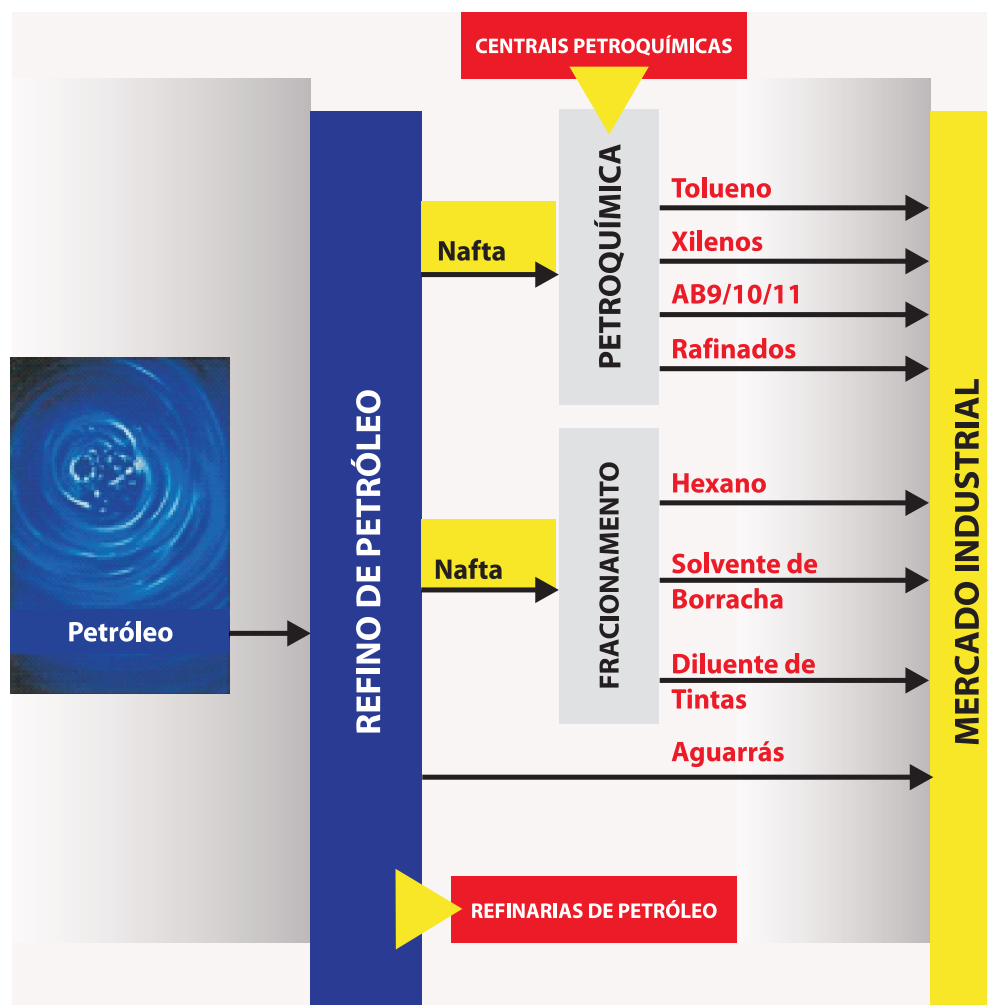 CENTRAIS PETROQUÍMICAS
Petróleo
REFINO DE PETRÓLEO
Nafta
PETROQUÍMICA
Tolueno
Xilenos
AB9/10/11
Rafinados
Nafta
FRACIONAMENTO
Hexano
Solvente de
Borracha
Diluente de
Tintas
Aguarrás
MERCADO INDUSTRIAL
REFINARIAS DE PETRÓLEO